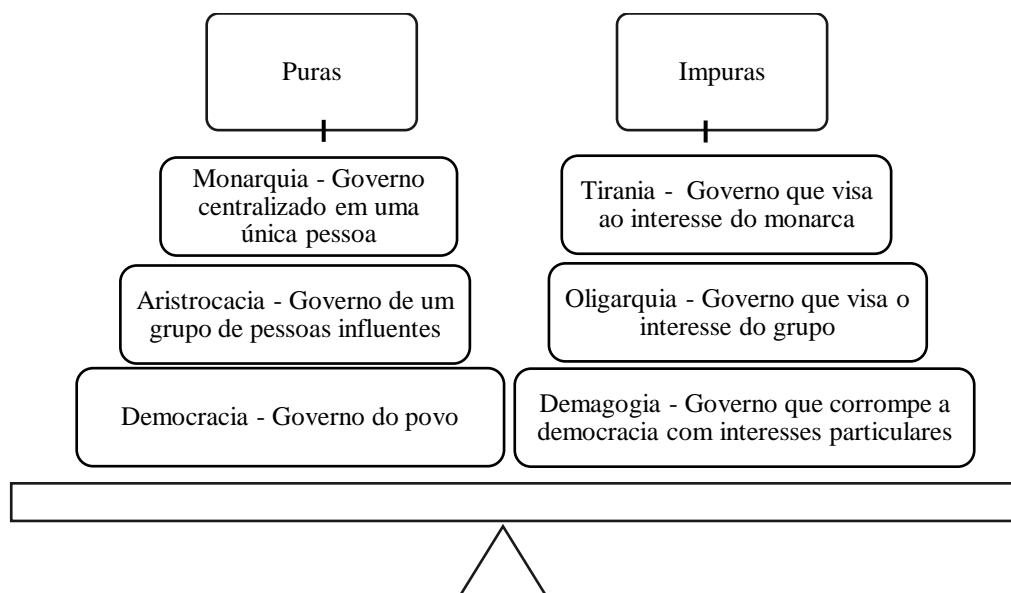 Puras
Impuras
Monarquia - Governo
centralizado em uma
única pessoa
Tirania - Governo que visa
ao interesse do monarca
Aristrocacia - Governo de um
grupo de pessoas influentes
Oligarquia - Governo que visa o
interesse do grupo
Democracia - Governo do povo
Demagogia - Governo que corrompe a
democracia com interesses particulares